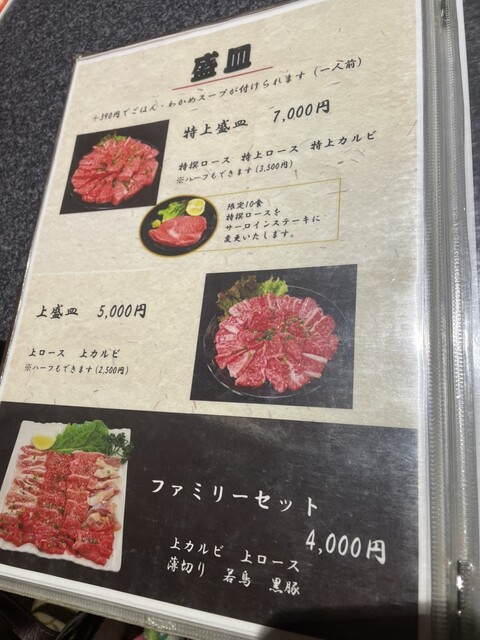 盛皿
+390円でごはん・わかめスープが付けられます(一人前)
特上盛皿 7,000円
特撰ロース 特上ロース 特上カルビ
※ハーフもできます(3,500円)
限定10食
特撰ロースを
サーロインステーキに
変更いたします。
上盛皿 5,000円
上ロース 上カルビ
※ハーフもできます(2,500円)
ファミリーセット
4,000円
上カルビ 上ロース
薄切り 若鳥 黒豚